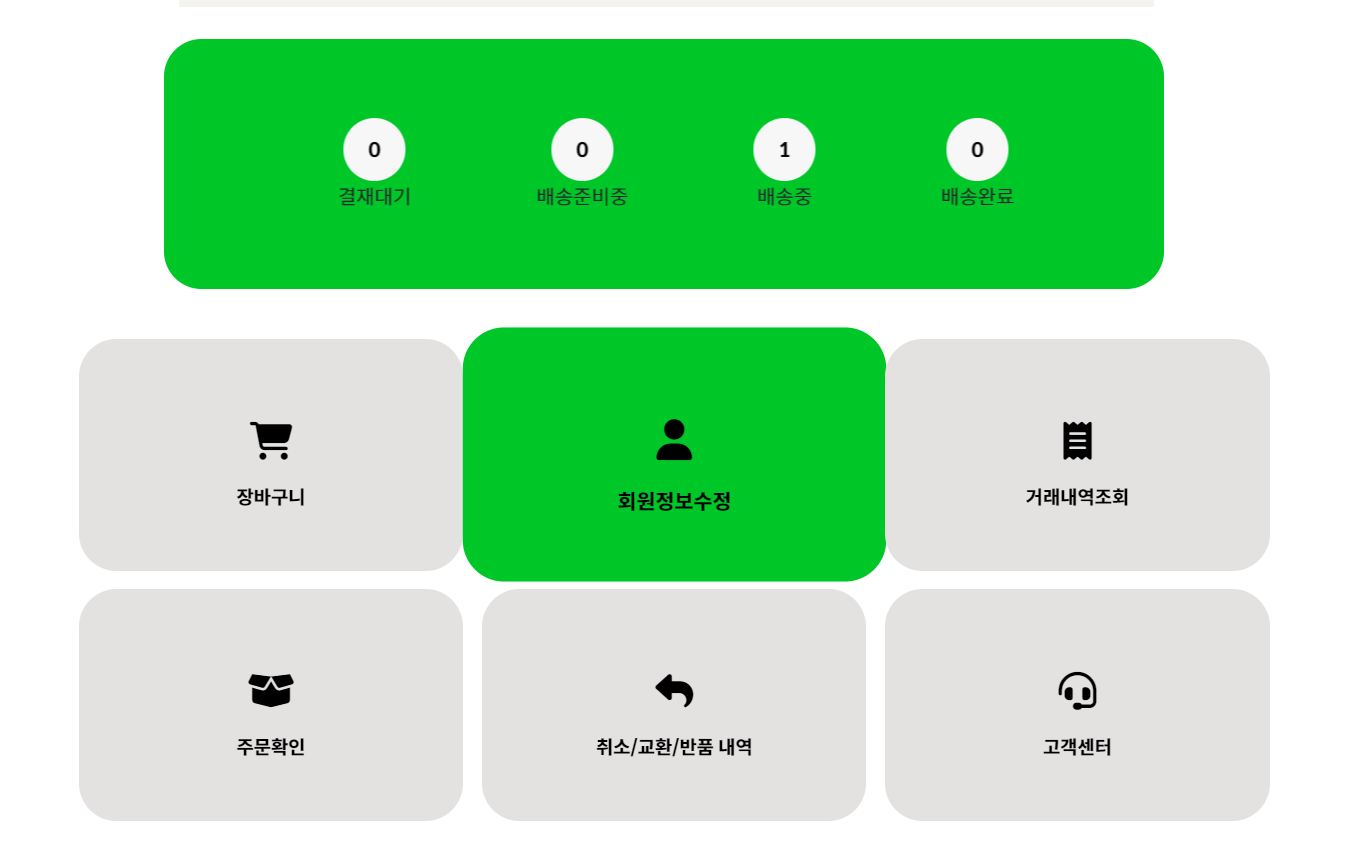 0 0 1 0
결재대기 배송준비중 배송중 배송완료
장바구니 회원정보수정 거래내역조회
주문확인 취소/교환/반품 내역 고객센터